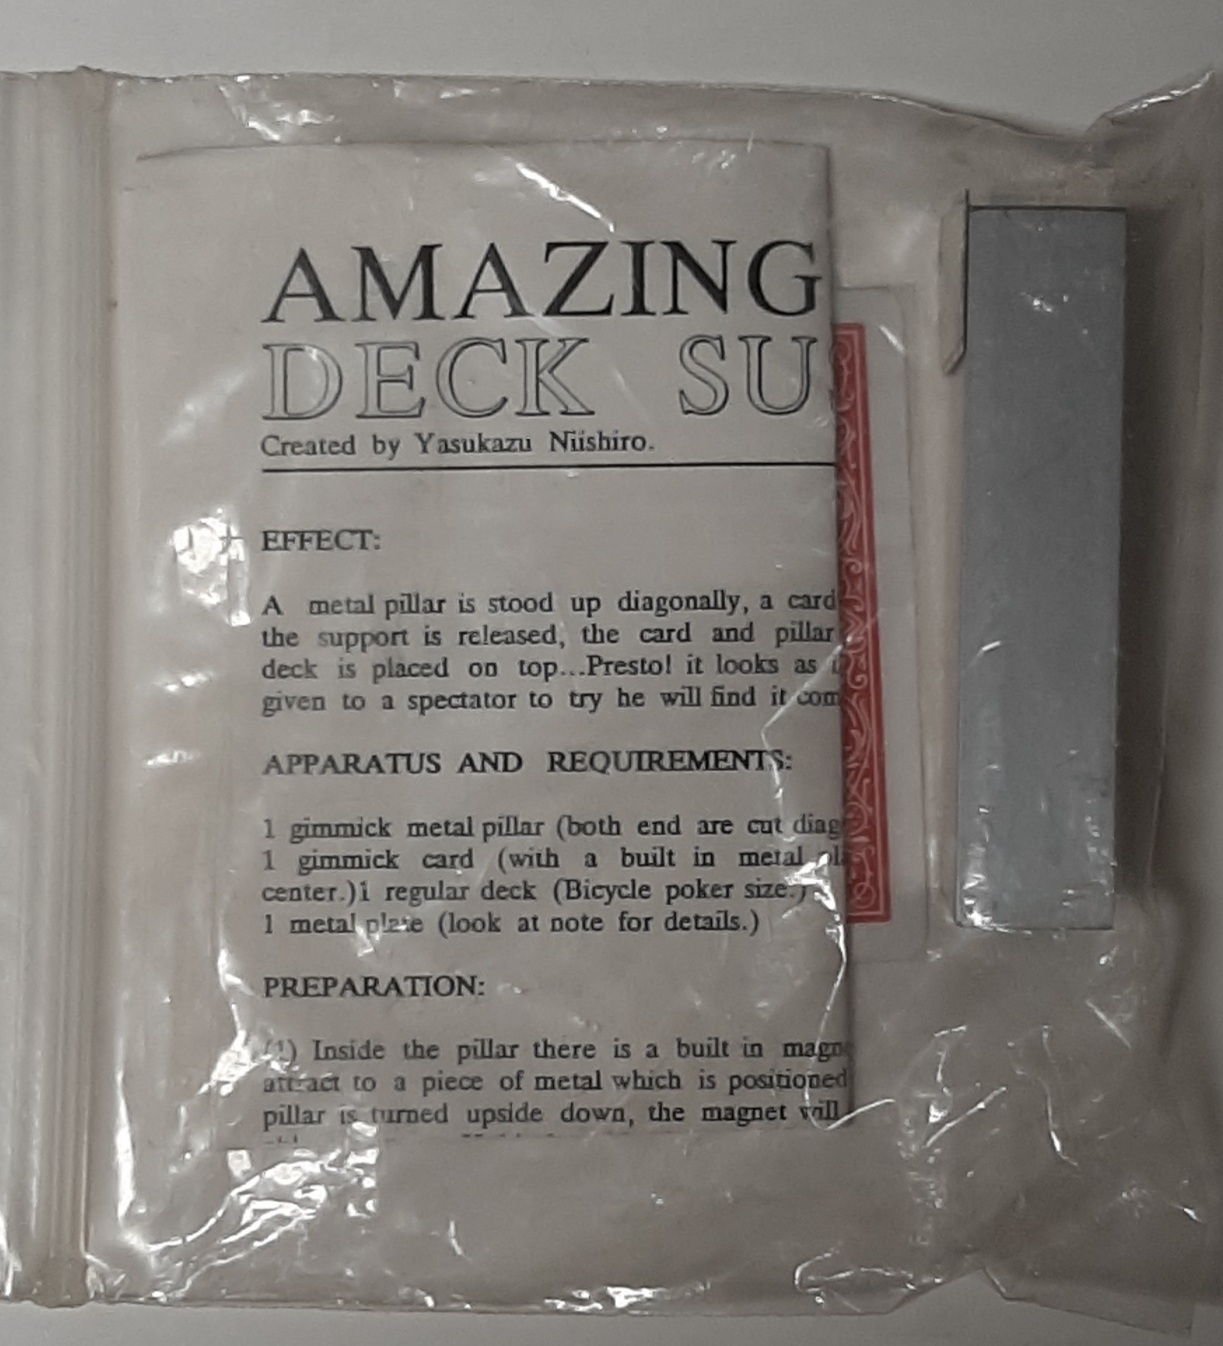 AMAZING
DECK SU
Created by Yasukazu Niishiro.
EFFECT:
A metal pillar is stood up diagonally, a card
the support is released, the card and pillar
deck is placed on top...Presto! it looks as
given to a spectator to try he will find it com
APPARATUS AND REQUIREMENTS:
1 gimmick metal pillar (both end are cut diag
1 gimmick card (with a built in metal pla
center.)1 regular deck (Bicycle poker size.)
1 metal plate (look at note for details.)
PREPARATION:
(1) Inside the pillar there is a built in magn
attract to a piece of metal which is positioned
pillar is turned upside down, the magnet will